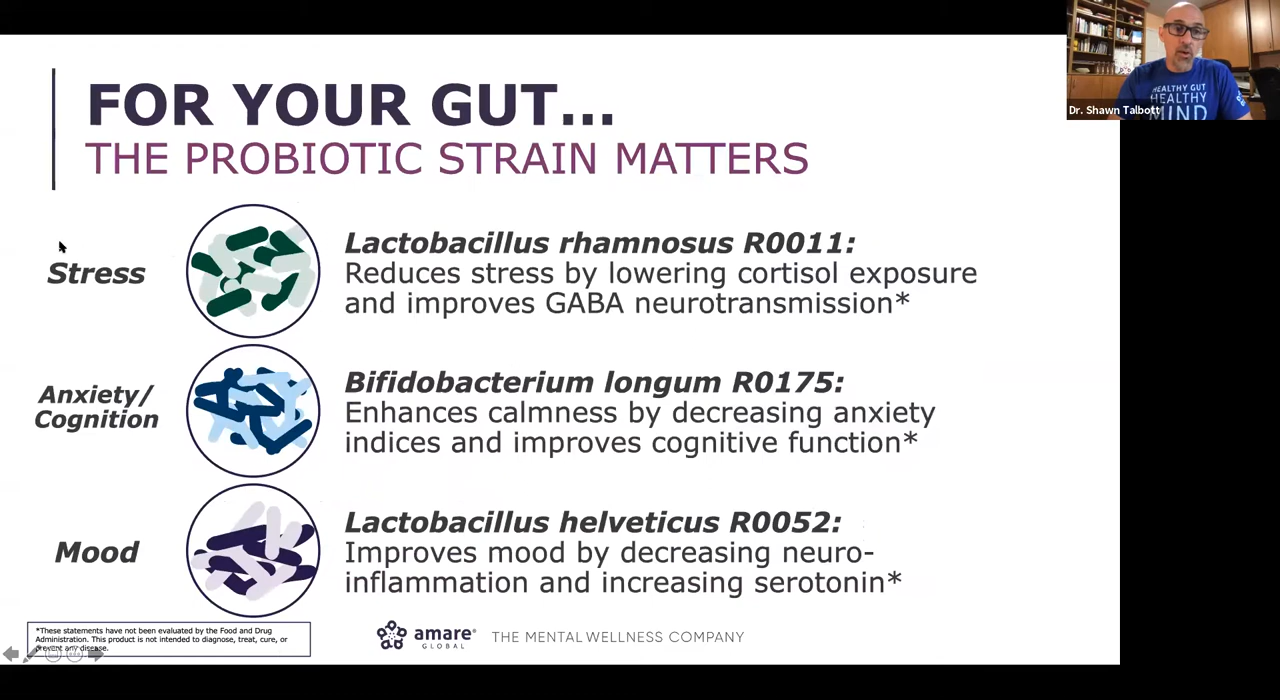 FOR YOUR GUT...
THE PROBIOTIC STRAIN MATTERS
HEALTHY GUT
HEALTHY
MIND
Dr. Shawn Talbott
Stress
Lactobacillus rhamnosus R0011:
Reduces stress by lowering cortisol exposure
and improves GABA neurotransmission*
Anxiety/
Cognition
Bifidobacterium longum R0175:
Enhances calmness by decreasing anxiety
indices and improves cognitive function*
Mood
Lactobacillus helveticus R0052:
Improves mood by decreasing neuro-
inflammation and increasing serotonin*
*These statements have not been evaluated by the Food and Drug
Administration. This product is not intended to diagnose, treat, cure, or
prevent any disease.
amare®
GLOBAL
THE MENTAL WELLNESS COMPANY